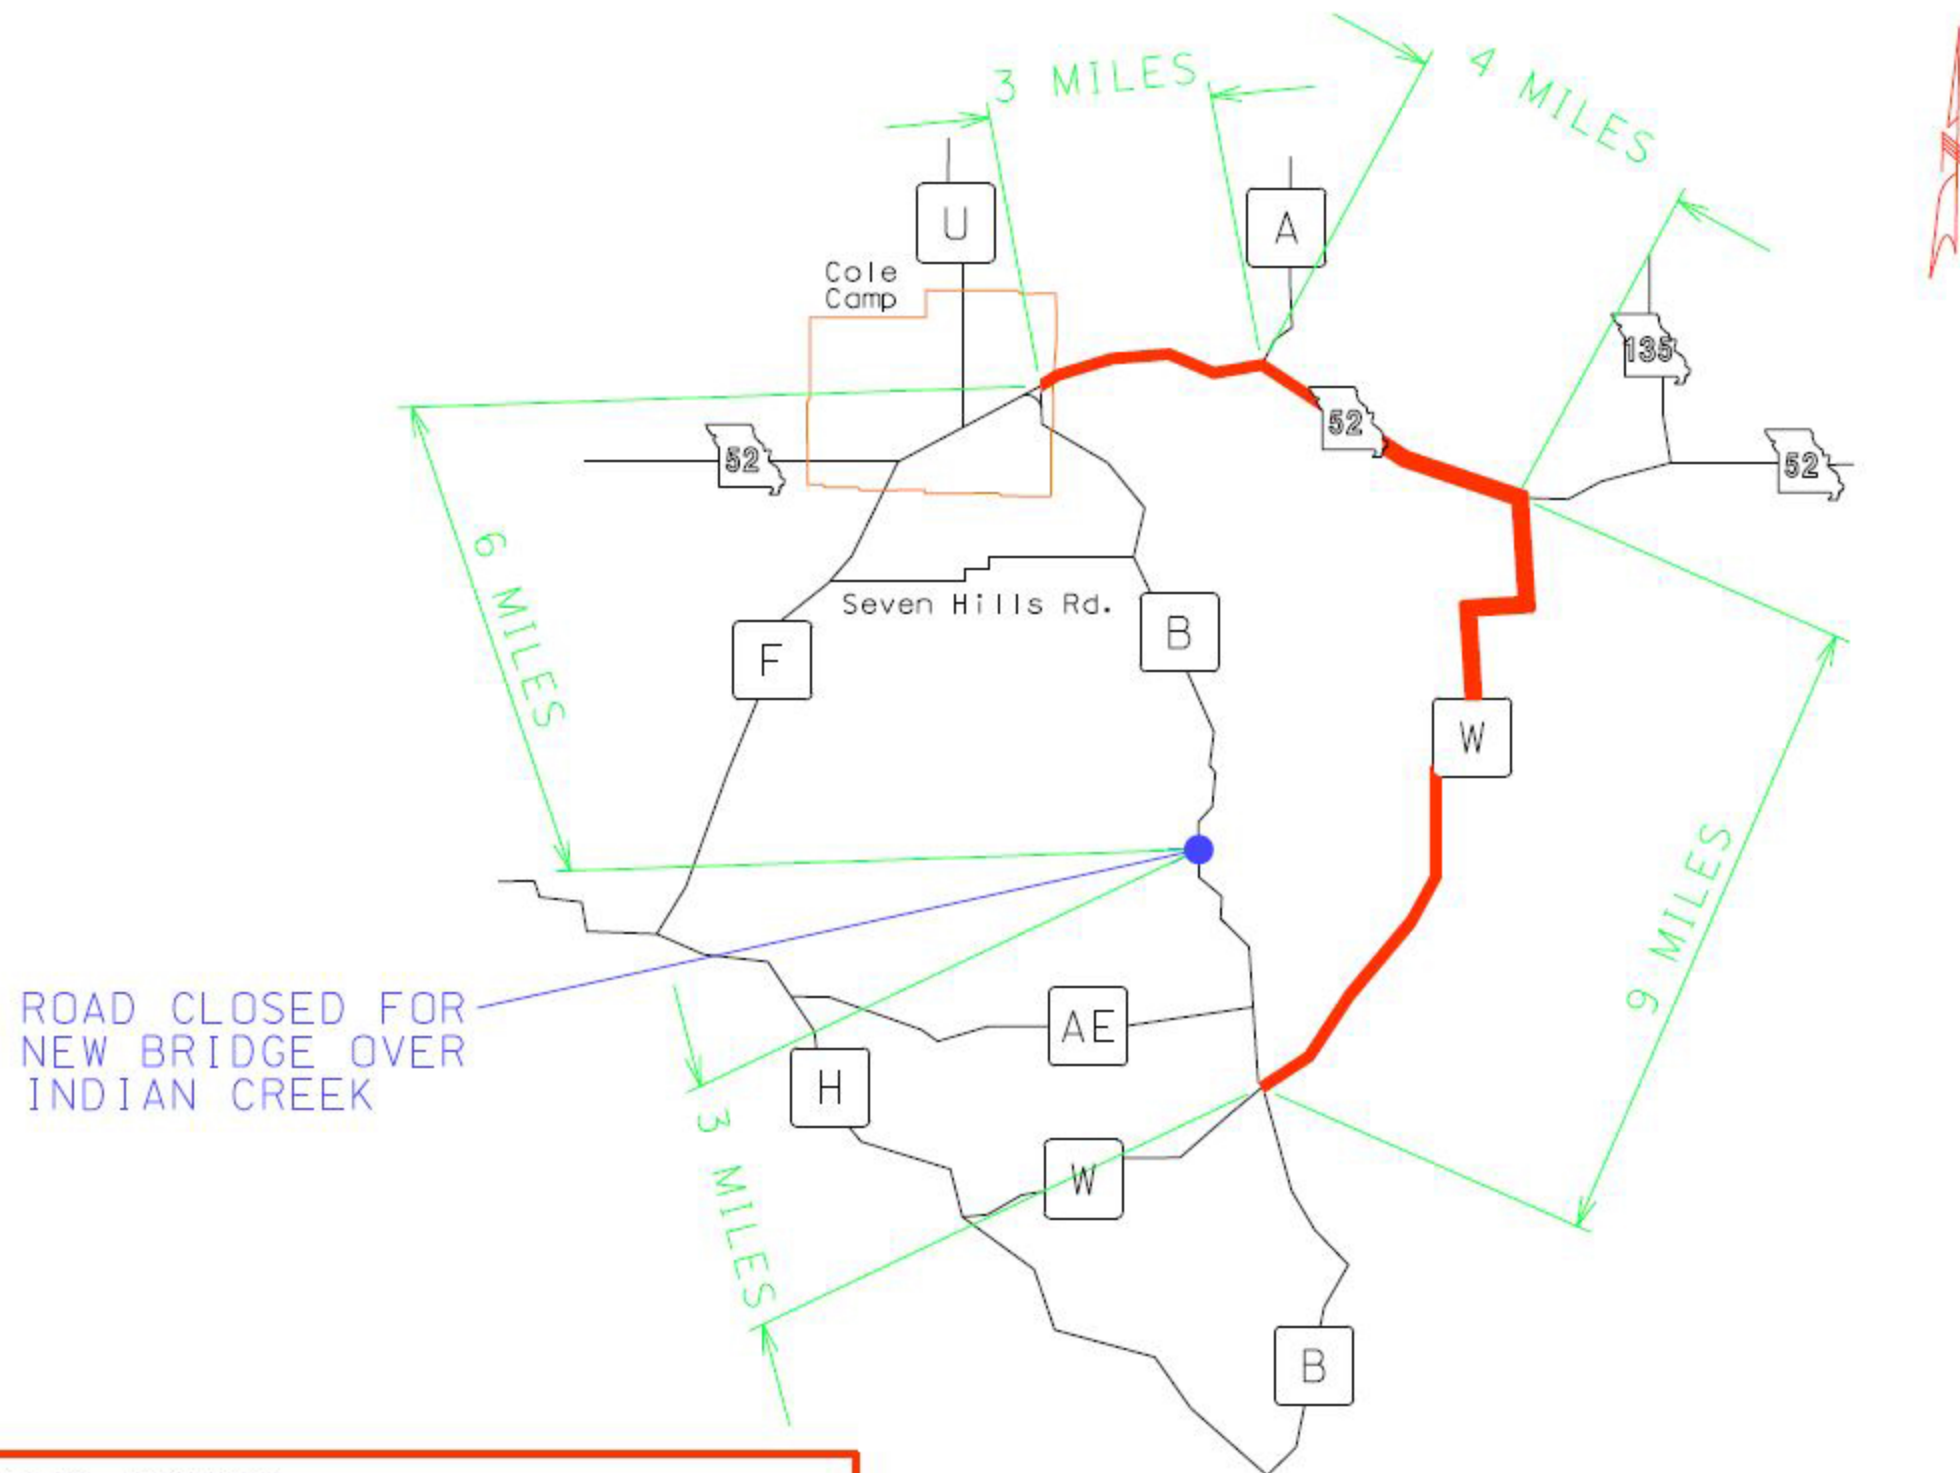 3 MILES
4 MILES
U
A
Cole
Camp
135
52
52
52
6 MILES
Seven Hills Rd.
B
F
W
9 MILES
ROAD CLOSED FOR
NEW BRIDGE OVER
INDIAN CREEK
AE
H
3 MILES
W
B